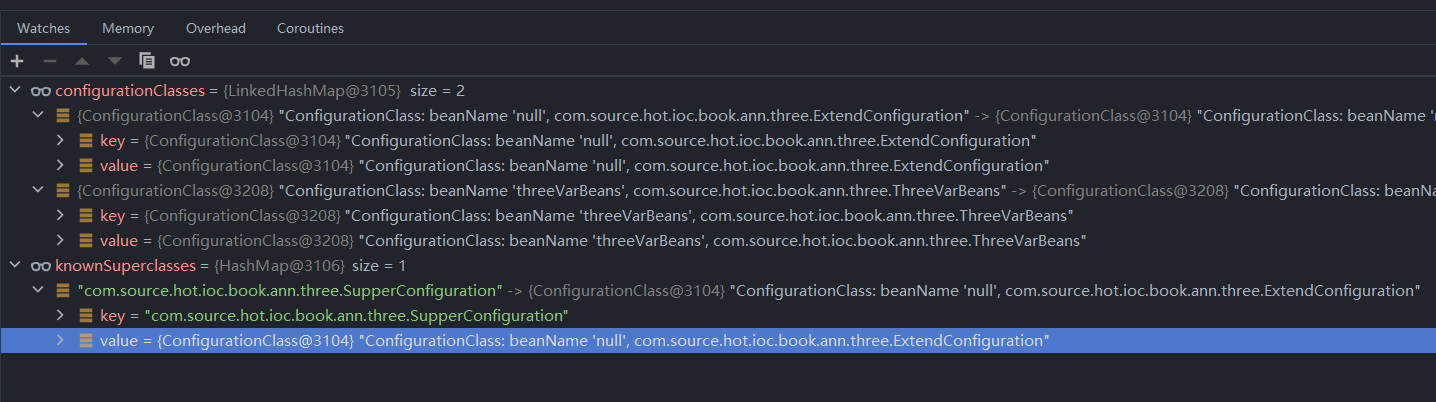 Watches Memory Overhead Coroutines
configurationClasses = {LinkedHashMap@3105} size = 2
{ConfigurationClass@3104} "ConfigurationClass: beanName 'null', com.source.hot.ioc.book.ann.three.ExtendConfiguration" -> {ConfigurationClass@3104} "ConfigurationClass: beanName 'n
key = {ConfigurationClass@3104} "ConfigurationClass: beanName 'null', com.source.hot.ioc.book.ann.three.ExtendConfiguration"
value = {ConfigurationClass@3104} "ConfigurationClass: beanName 'null', com.source.hot.ioc.book.ann.three.ExtendConfiguration"
{ConfigurationClass@3208} "ConfigurationClass: beanName 'threeVarBeans', com.source.hot.ioc.book.ann.three.ThreeVarBeans" -> {ConfigurationClass@3208} "ConfigurationClass: beanNa
key = {ConfigurationClass@3208} "ConfigurationClass: beanName 'threeVarBeans', com.source.hot.ioc.book.ann.three.ThreeVarBeans"
value = {ConfigurationClass@3208} "ConfigurationClass: beanName 'threeVarBeans', com.source.hot.ioc.book.ann.three.ThreeVarBeans"
knownSuperclasses = {HashMap@3106} size = 1
"com.source.hot.ioc.book.ann.three.SupperConfiguration" -> {ConfigurationClass@3104} "ConfigurationClass: beanName 'null', com.source.hot.ioc.book.ann.three.ExtendConfiguration"
key = "com.source.hot.ioc.book.ann.three.SupperConfiguration"
value = {ConfigurationClass@3104} "ConfigurationClass: beanName 'null', com.source.hot.ioc.book.ann.three.ExtendConfiguration"